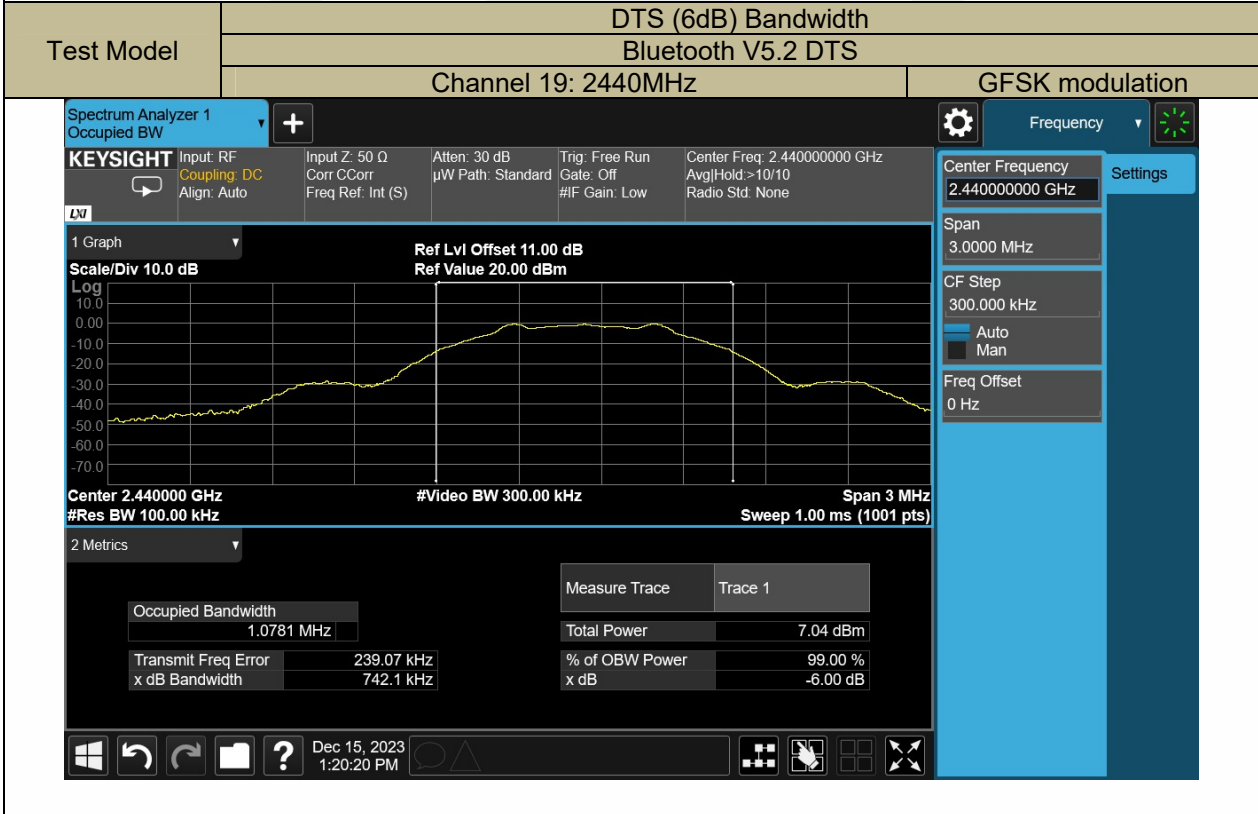 Test Model
DTS (6dB) Bandwidth
Bluetooth V5.2 DTS
Channel 19: 2440MHz
GFSK modulation
Spectrum Analyzer 1
Occupied BW
Frequency
KEYSIGHT
LXI
Input: RF
Coupling: DC
Align: Auto
Input Z: 50 Ω
Corr CCorr
Freq Ref: Int (S)
Atten: 30 dB
µW Path: Standard
Trig: Free Run
Gate: Off
#IF Gain: Low
Center Freq: 2.440000000 GHz
Avg|Hold:>10/10
Radio Std: None
Center Frequency
2.440000000 GHz
Settings
Span
3.0000 MHz
CF Step
300.000 kHz
Auto
Man
Freq Offset
0 Hz
1 Graph
Scale/Div 10.0 dB
Ref Lvl Offset 11.00 dB
Ref Value 20.00 dBm
Log
10.0
0.00
-10.0
-20.0
-30.0
-40.0
-50.0
-60.0
-70.0
Center 2.440000 GHz
#Video BW 300.00 kHz
Span 3 MHz
#Res BW 100.00 kHz
Sweep 1.00 ms (1001 pts)
2 Metrics
Measure Trace Trace 1
Occupied Bandwidth
1.0781 MHz
Total Power 7.04 dBm
Transmit Freq Error 239.07 kHz
% of OBW Power 99.00 %
x dB Bandwidth 742.1 kHz
x dB -6.00 dB
?
Dec 15, 2023
1:20:20 PM